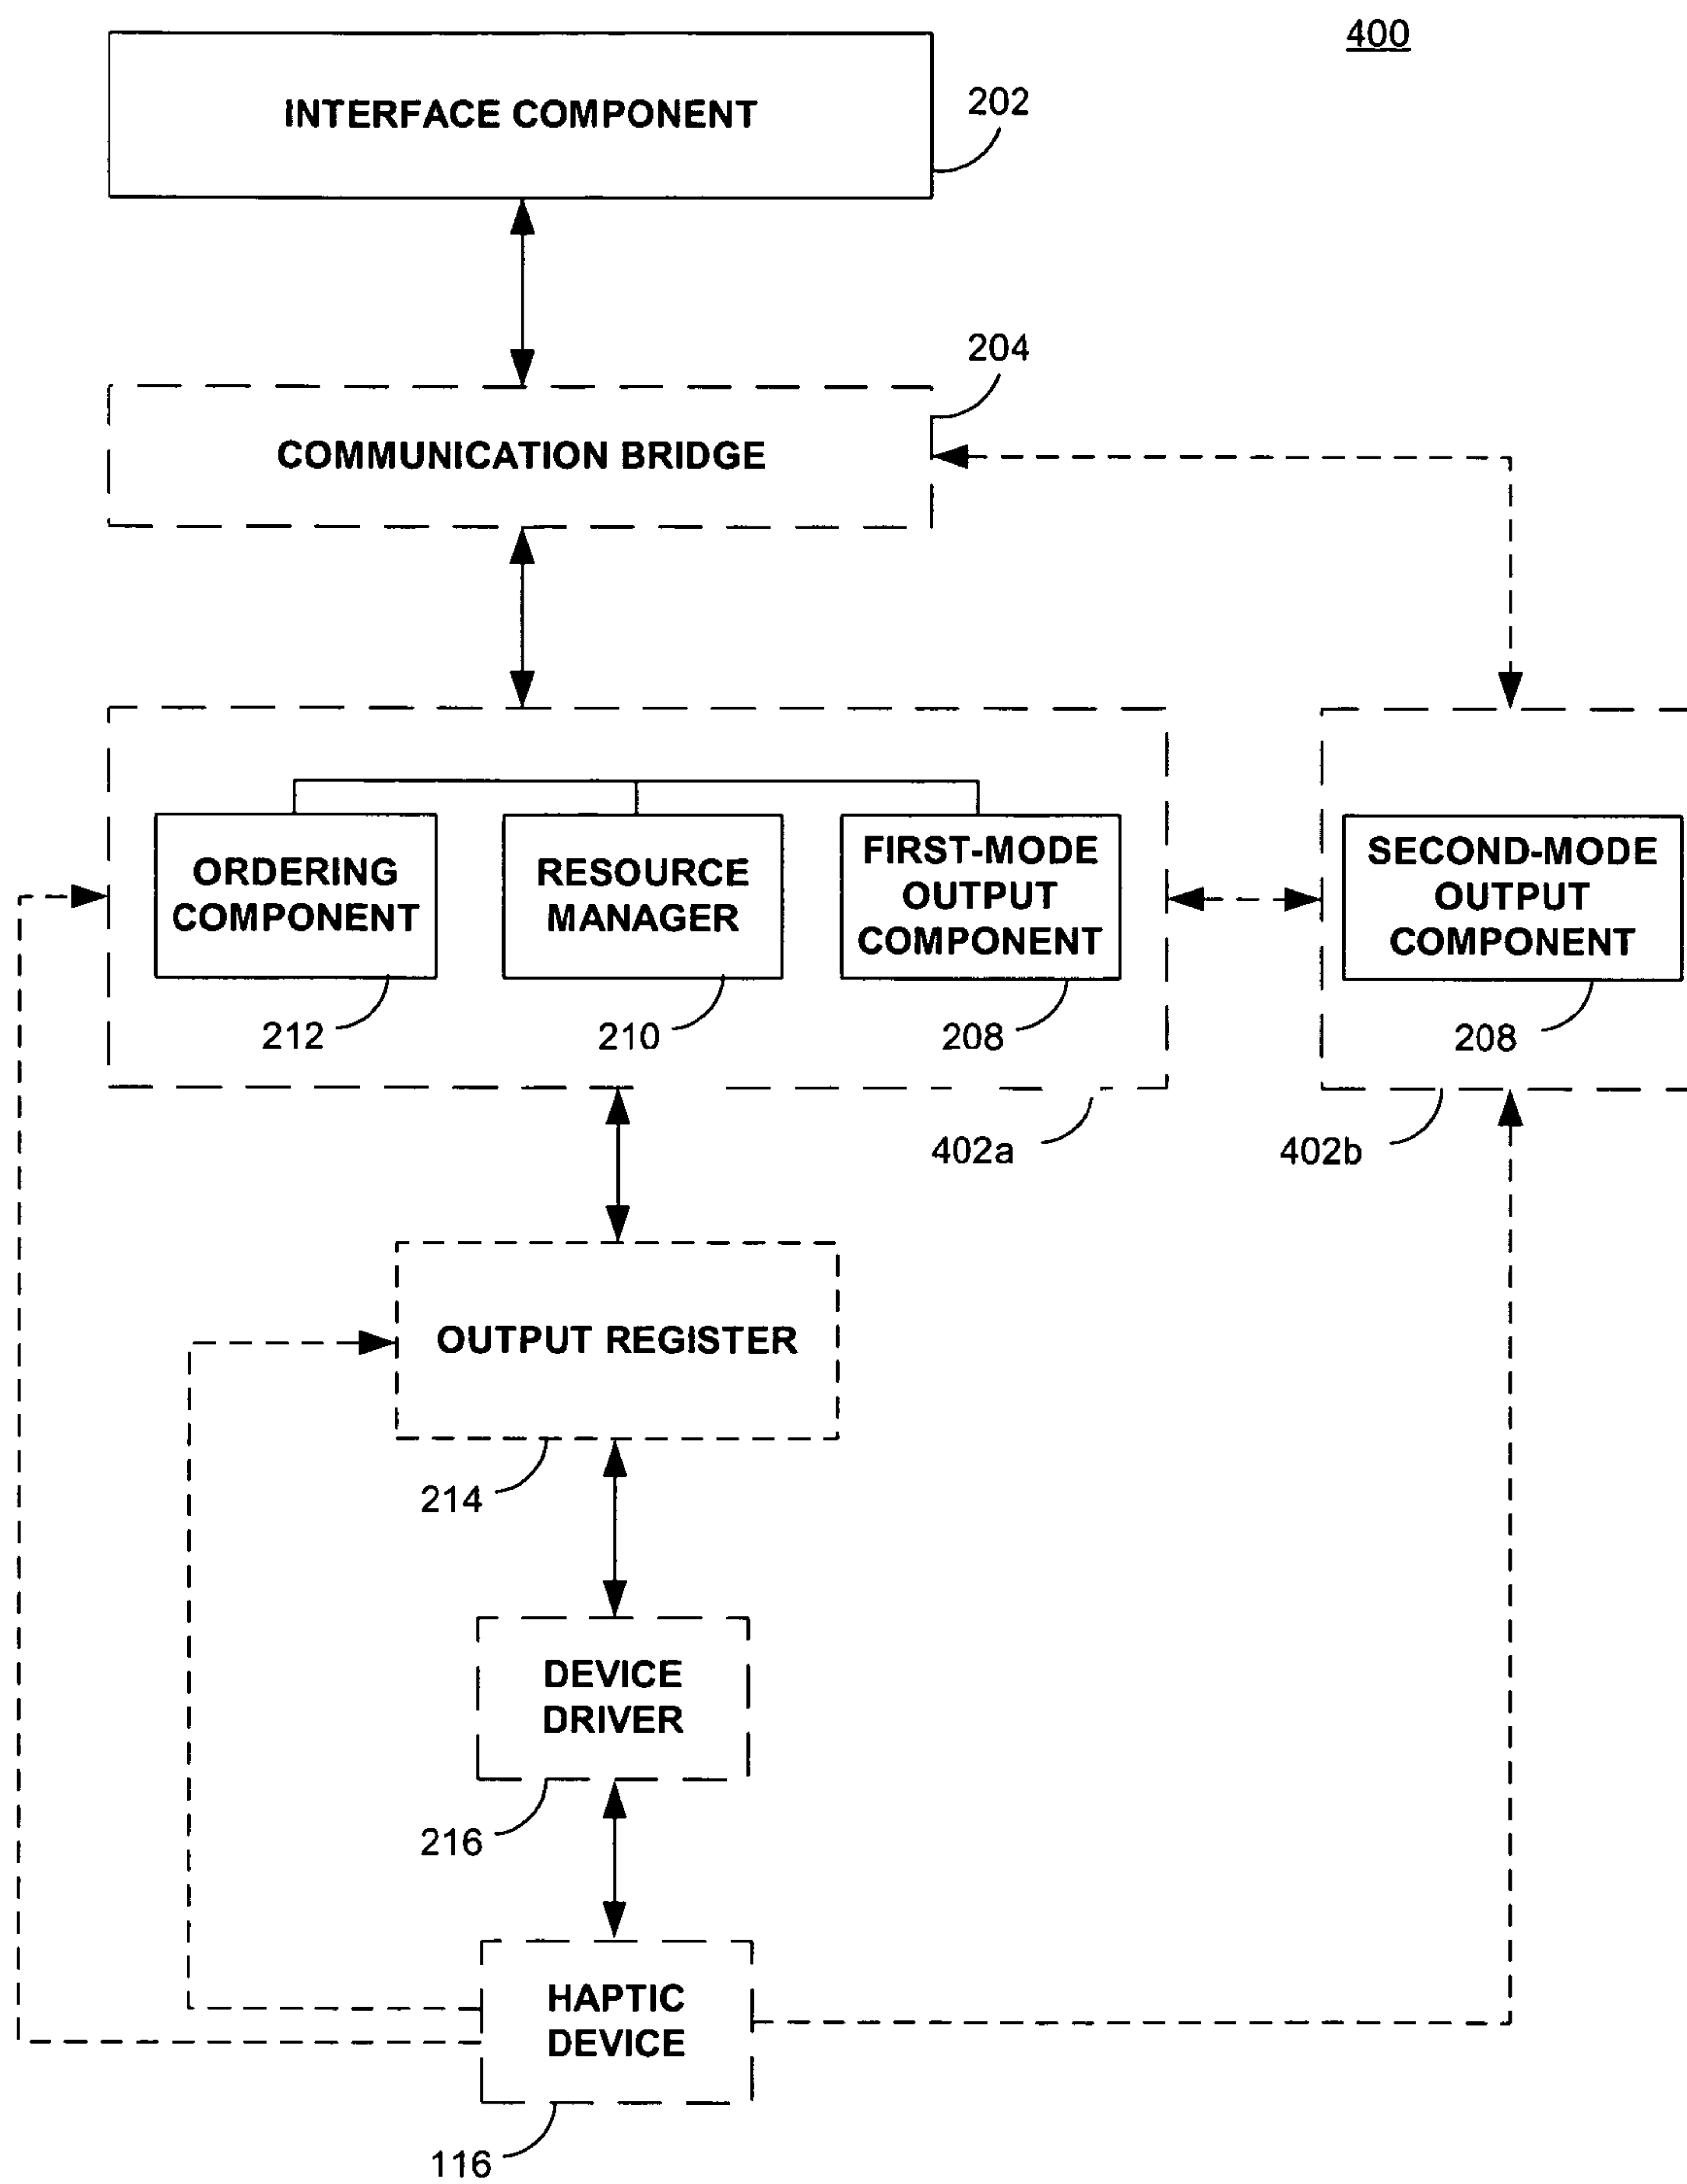 400
INTERFACE COMPONENT
202
204
COMMUNICATION BRIDGE
ORDERING
COMPONENT
212
RESOURCE
MANAGER
210
FIRST-MODE
OUTPUT
COMPONENT
208
SECOND-MODE
OUTPUT
COMPONENT
208
402a
402b
OUTPUT REGISTER
214
DEVICE
DRIVER
216
HAPTIC
DEVICE
116